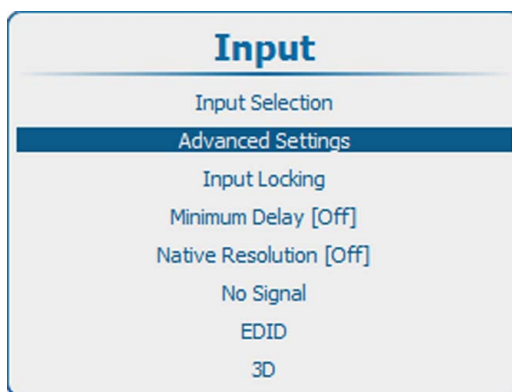 Input
Input Selection
Advanced Settings
Input Locking
Minimum Delay [Off]
Native Resolution [Off]
No Signal
EDID
3D